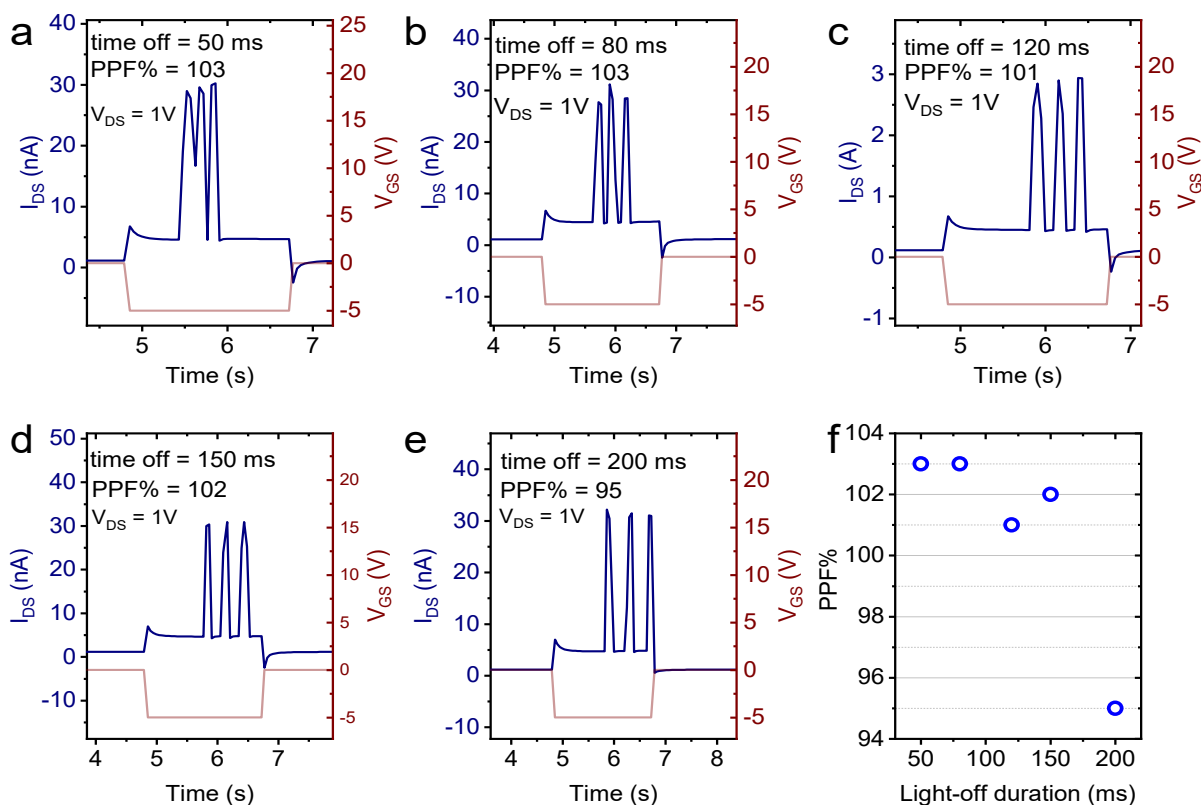 a
time off = 50 ms
PPF% = 103
V_DS = 1V
I_DS (nA)
40
30
20
10
0
V_GS (V)
25
20
15
10
5
0
-5
5
6
7
Time (s)
b
time off = 80 ms
PPF% = 103
V_DS = 1V
I_DS (nA)
40
30
20
10
0
-10
V_GS (V)
20
15
10
5
0
-5
4
5
6
7
Time (s)
c
time off = 120 ms
PPF% = 101
V_DS = 1V
I_DS (A)
3
2
1
0
-1
V_GS (V)
20
15
10
5
0
-5
5
6
7
Time (s)
d
time off = 150 ms
PPF% = 102
V_DS = 1V
I_DS (nA)
50
40
30
20
10
0
-10
V_GS (V)
20
15
10
5
0
-5
4
5
6
7
Time (s)
e
time off = 200 ms
PPF% = 95
V_DS = 1V
I_DS (nA)
40
30
20
10
0
-10
V_GS (V)
20
15
10
5
0
-5
4
5
6
7
8
Time (s)
f
PPF%
104
103
102
100
98
96
95
94
50
100
150
200
Light-off duration (ms)